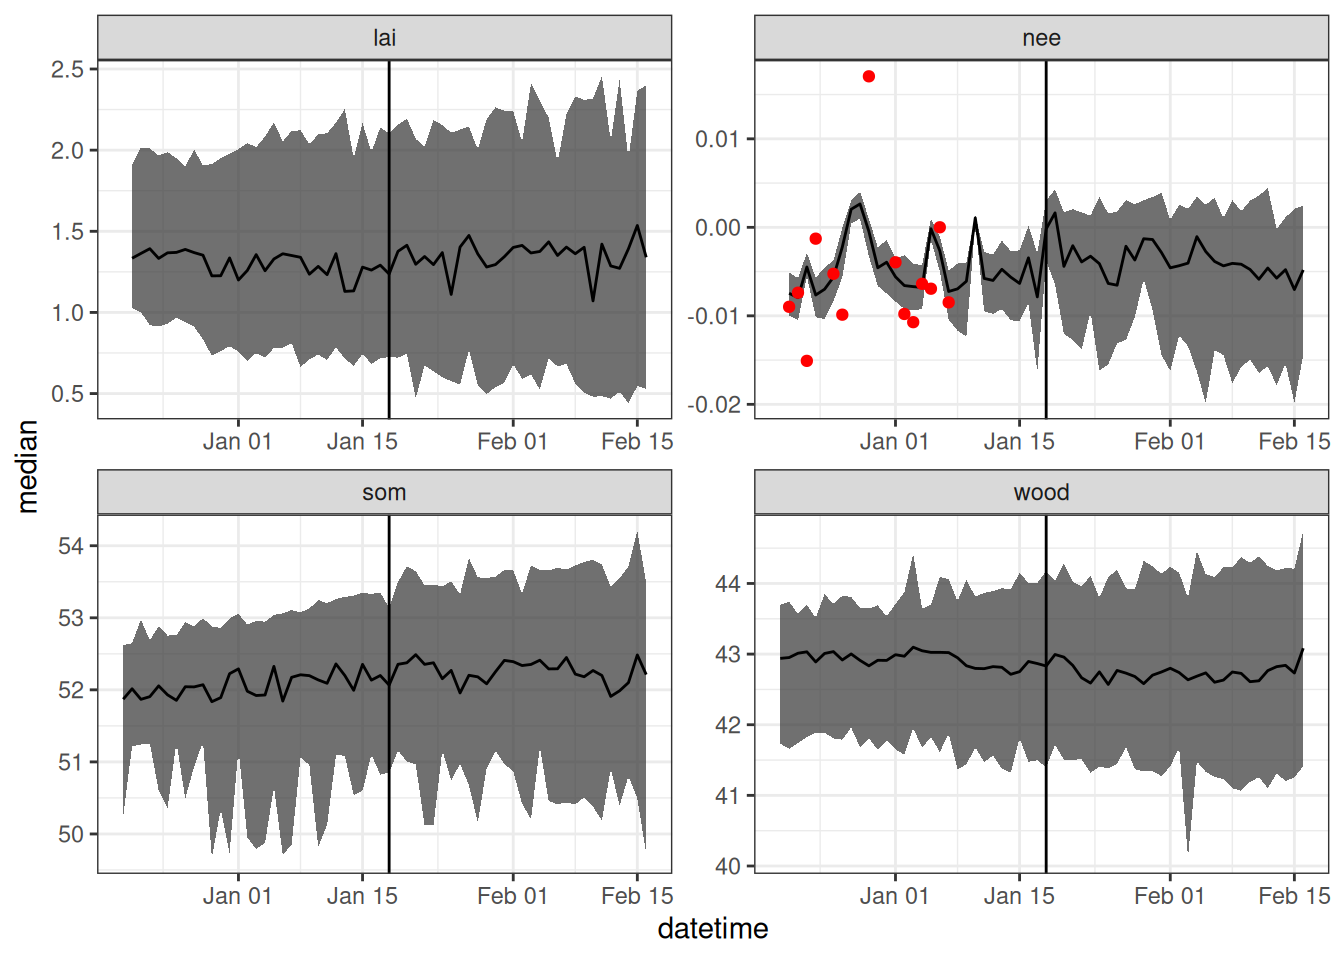 lai
nee
2.5
2.0
1.5
1.0
0.5
0.01
0.00
-0.01
-0.02
Jan 01 Jan 15 Feb 01 Feb 15
Jan 01 Jan 15 Feb 01 Feb 15
median
som
wood
54
53
52
51
50
44
43
42
41
40
Jan 01 Jan 15 Feb 01 Feb 15
Jan 01 Jan 15 Feb 01 Feb 15
datetime